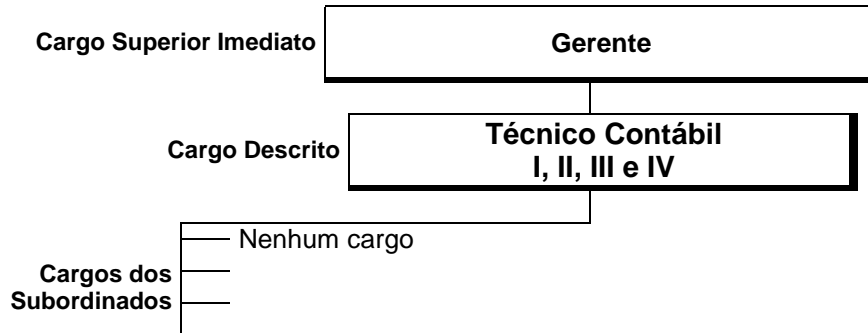 Cargo Superior Imediato
Gerente
Cargo Descrito
Técnico Contábil
I, II, III e IV
Nenhum cargo
Cargos dos
Subordinados